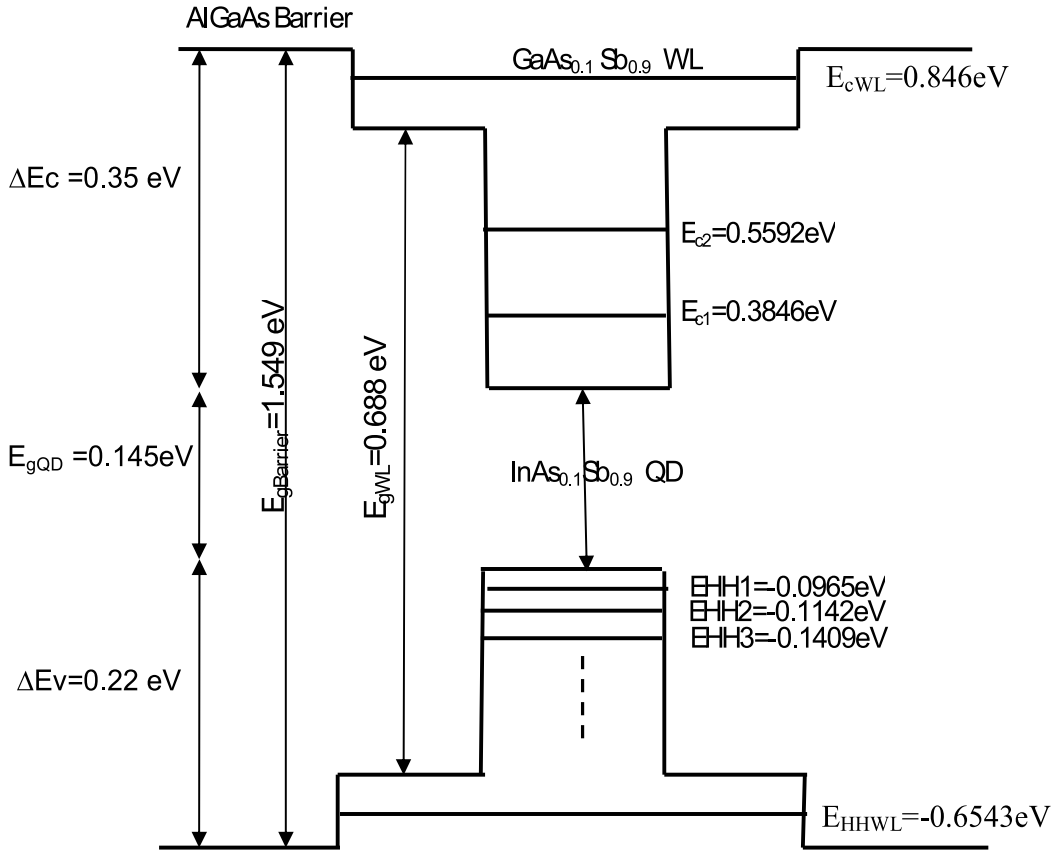 AlGaAs Barrier
GaAs0.1 Sb0.9 WL
EcWL=0.846eV
ΔEc =0.35 eV
Ec2=0.5592eV
Ec1=0.3846eV
EgBarrier=1.549 eV
EgWL=0.688 eV
EgQD =0.145eV
InAs0.1Sb0.9 QD
EHH1=-0.0965eV
EHH2=-0.1142eV
EHH3=-0.1409eV
ΔEv=0.22 eV
EHHWL=-0.6543eV